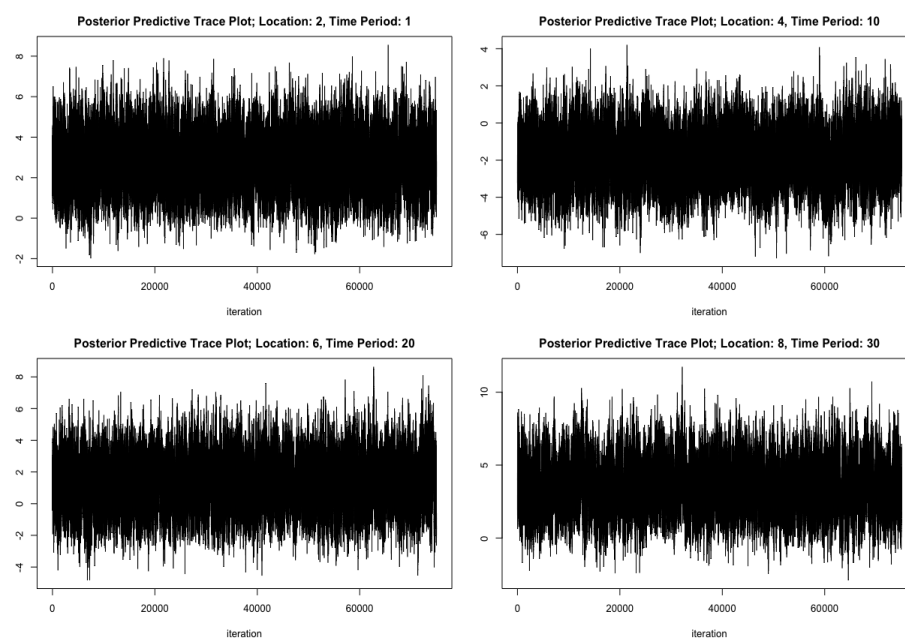 Posterior Predictive Trace Plot; Location: 2, Time Period: 1
8
6
4
2
0
-2
0 20000 40000 60000
iteration
Posterior Predictive Trace Plot; Location: 4, Time Period: 10
4
2
0
-2
-4
-6
0 20000 40000 60000
iteration
Posterior Predictive Trace Plot; Location: 6, Time Period: 20
8
6
4
2
0
-2
-4
0 20000 40000 60000
iteration
Posterior Predictive Trace Plot; Location: 8, Time Period: 30
10
5
0
0 20000 40000 60000
iteration